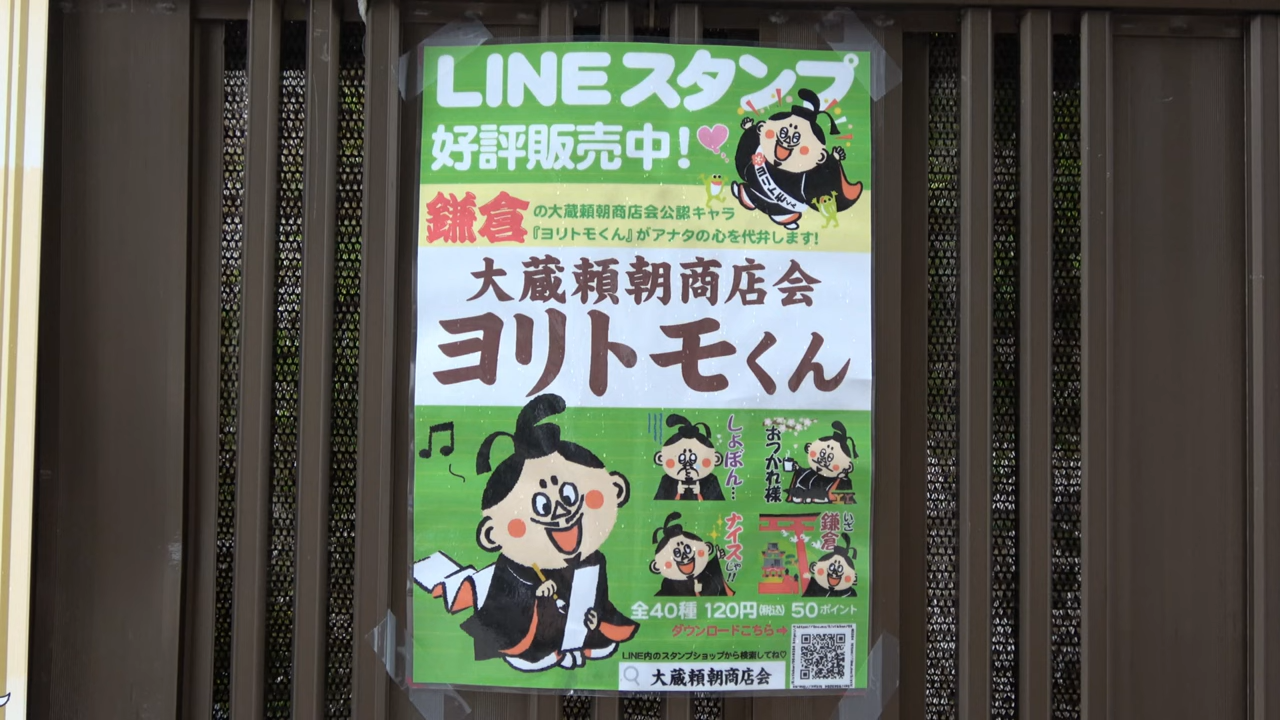 LINEスタンプ
好評販売中!
鎌倉の大蔵頼朝商店会公認キャラ
『ヨリトモくん』がアナタの心を代弁します!
大蔵頼朝商店会
ヨリトモくん
しょぼん…
おつかれ様
ナイスじゃ!!
いざ
鎌倉
全40種 120円(税込) 50ポイント
ダウンロードこちら→
LINE内のスタンプショップから検索してね♡
大蔵頼朝商店会